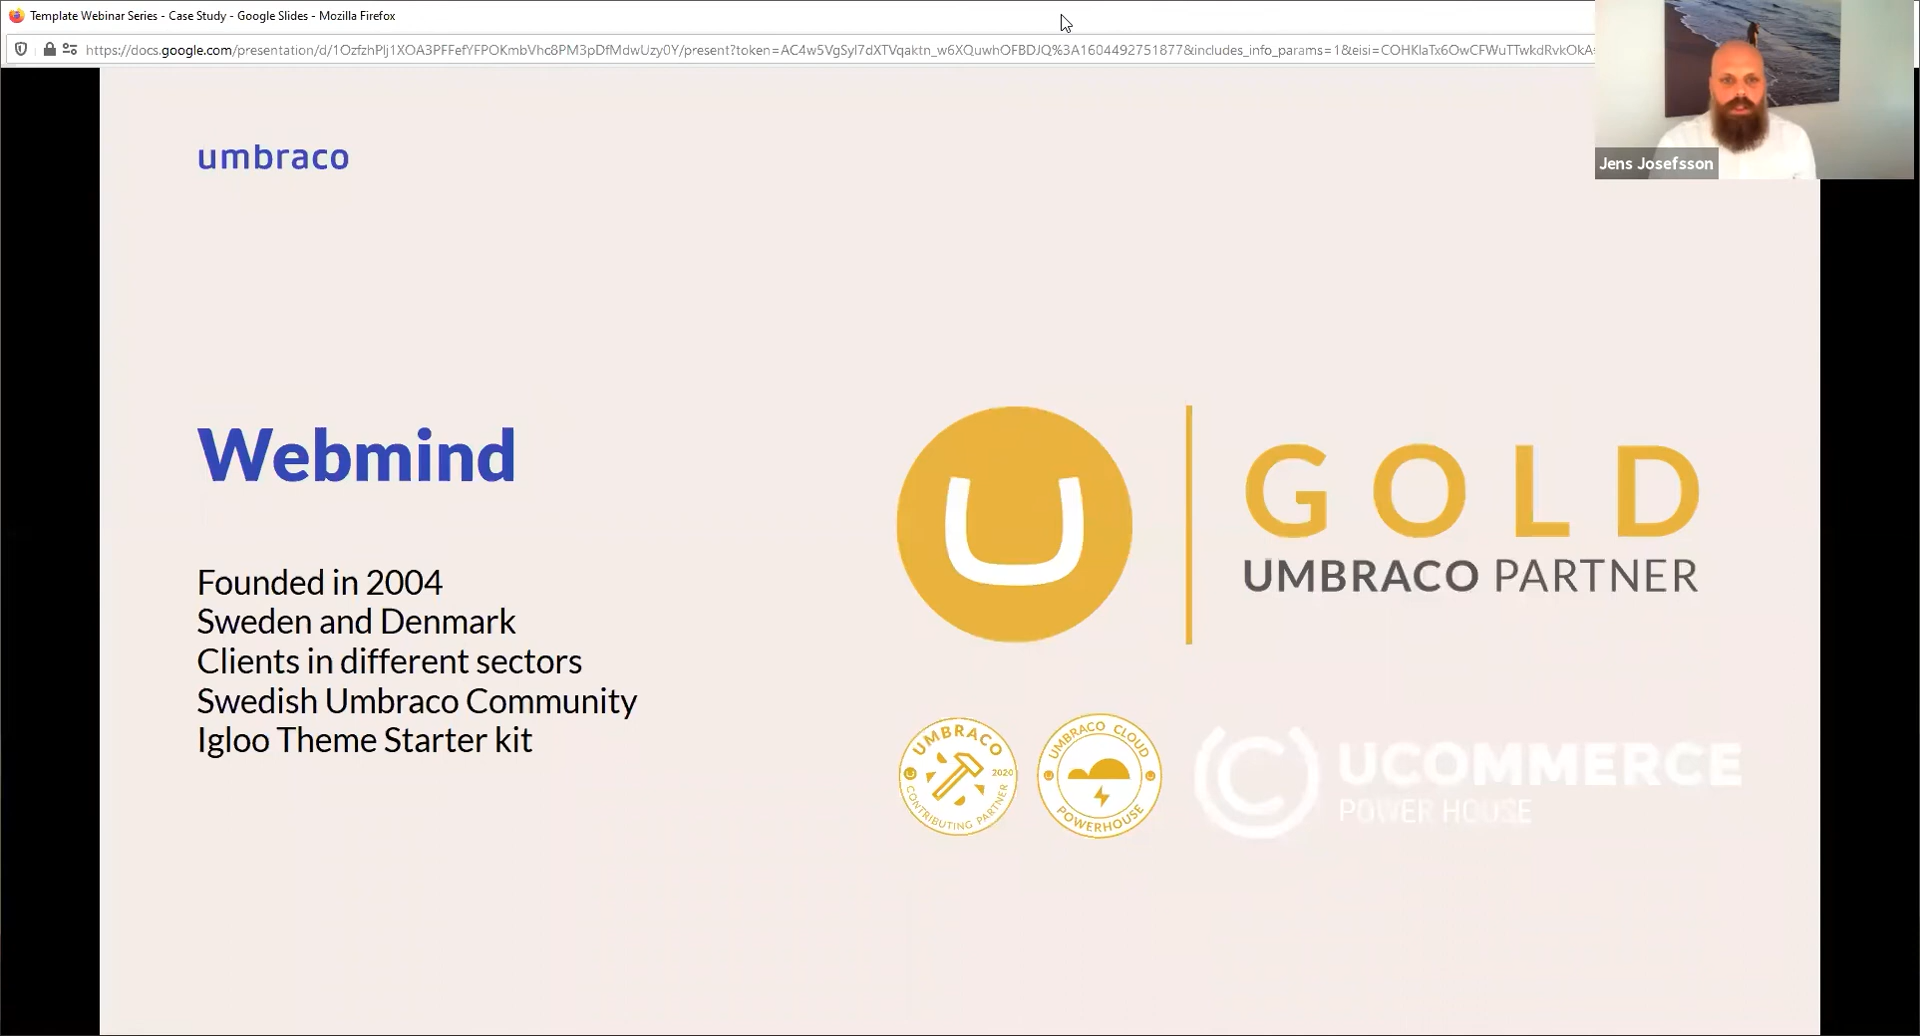 Template Webinar Series - Case Study - Google Slides - Mozilla Firefox
https://docs.google.com/presentation/d/1OzfzhPlj1XOA3PFFefYFPOKmbVhc8PM3pDfMdwUzy0Y/present?token=AC4w5VgSyl7dXTVqaktn_w6XQuwhOFBDJQ%3A1604492751877&includes_info_params=1&eisi=COHKlaTx6OwCFWuTTwkdRvkOkA
Jens Josefsson
umbraco
Webmind
Founded in 2004
Sweden and Denmark
Clients in different sectors
Swedish Umbraco Community
Igloo Theme Starter kit
GOLD
UMBRACO PARTNER
UMBRACO
2020
CONTRIBUTING PARTNER
UMBRACO CLOUD
POWERHOUSE
UCOMMERCE
POWER HOUSE